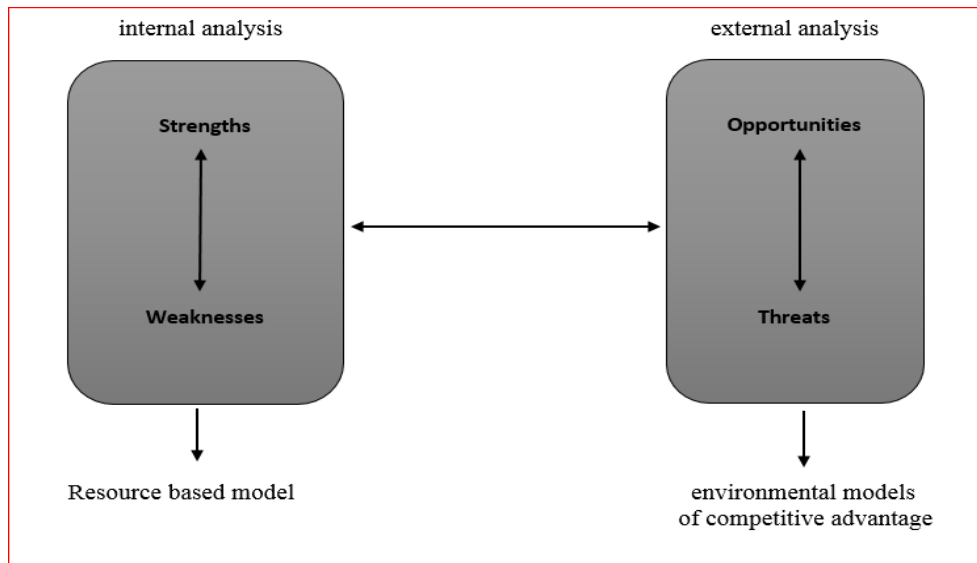 internal analysis
Strengths
Weaknesses
Resource based model
external analysis
Opportunities
Threats
environmental models
of competitive advantage